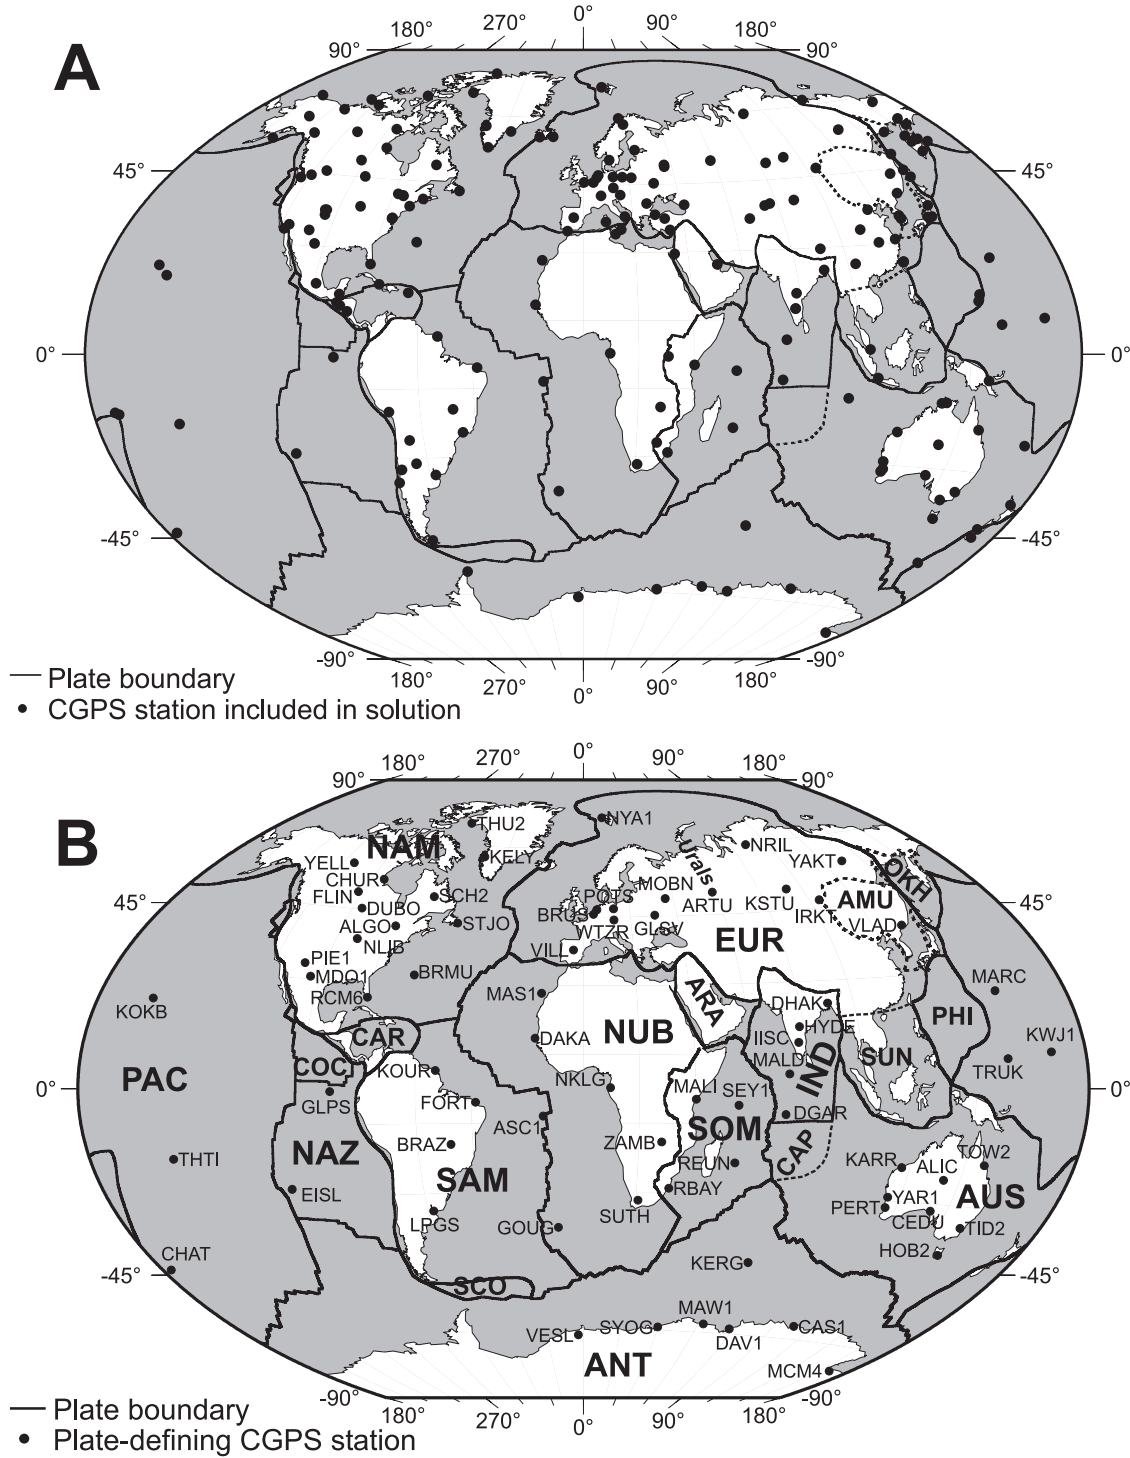 0°
270° 90°
180° 180°
90° 90°
A
45° 45°
0° 0°
-45° -45°
-90° -90°
180° 270° 0° 90° 180°
Plate boundary
CGPS station included in solution
0°
270° 90°
180° 180°
90° 90°
B
THU2 NYA1
NAM
YELL KELY Urals NRIL YAKT OKH
CHUR
FLIN SCH2 POTS MOBN ARTU KSTU AMU
45° DUBO BRUS IRKT 45°
ALGO STJO WTZR GLSV VLAD
NLIB EUR
PIE1 VILL
MDO1 BRMU MARC
RCM6 MAS1 ARA DHAK
KOKB PHI
CAR DAKA NUB IISC HYDE KWJ1
COC MALD IND SUN
PAC KOUR NKLG MALI SEY1 TRUK
0° 0°
GLPS FORT DGAR
ASC1 SOM
BRAZ ZAMB CAP
NAZ REUN KARR ALIC TOW2
THTI SAM
EISL RBAY PERT YAR1 AUS
LPGS GOUG SUTH CEDU TID2
CHAT KERG HOB2
-45° SCO -45°
MAW1
VESL SYOG DAV1 CAS1
ANT MCM4
-90° -90°
180° 270° 0° 90° 180°
Plate boundary
Plate-defining CGPS station